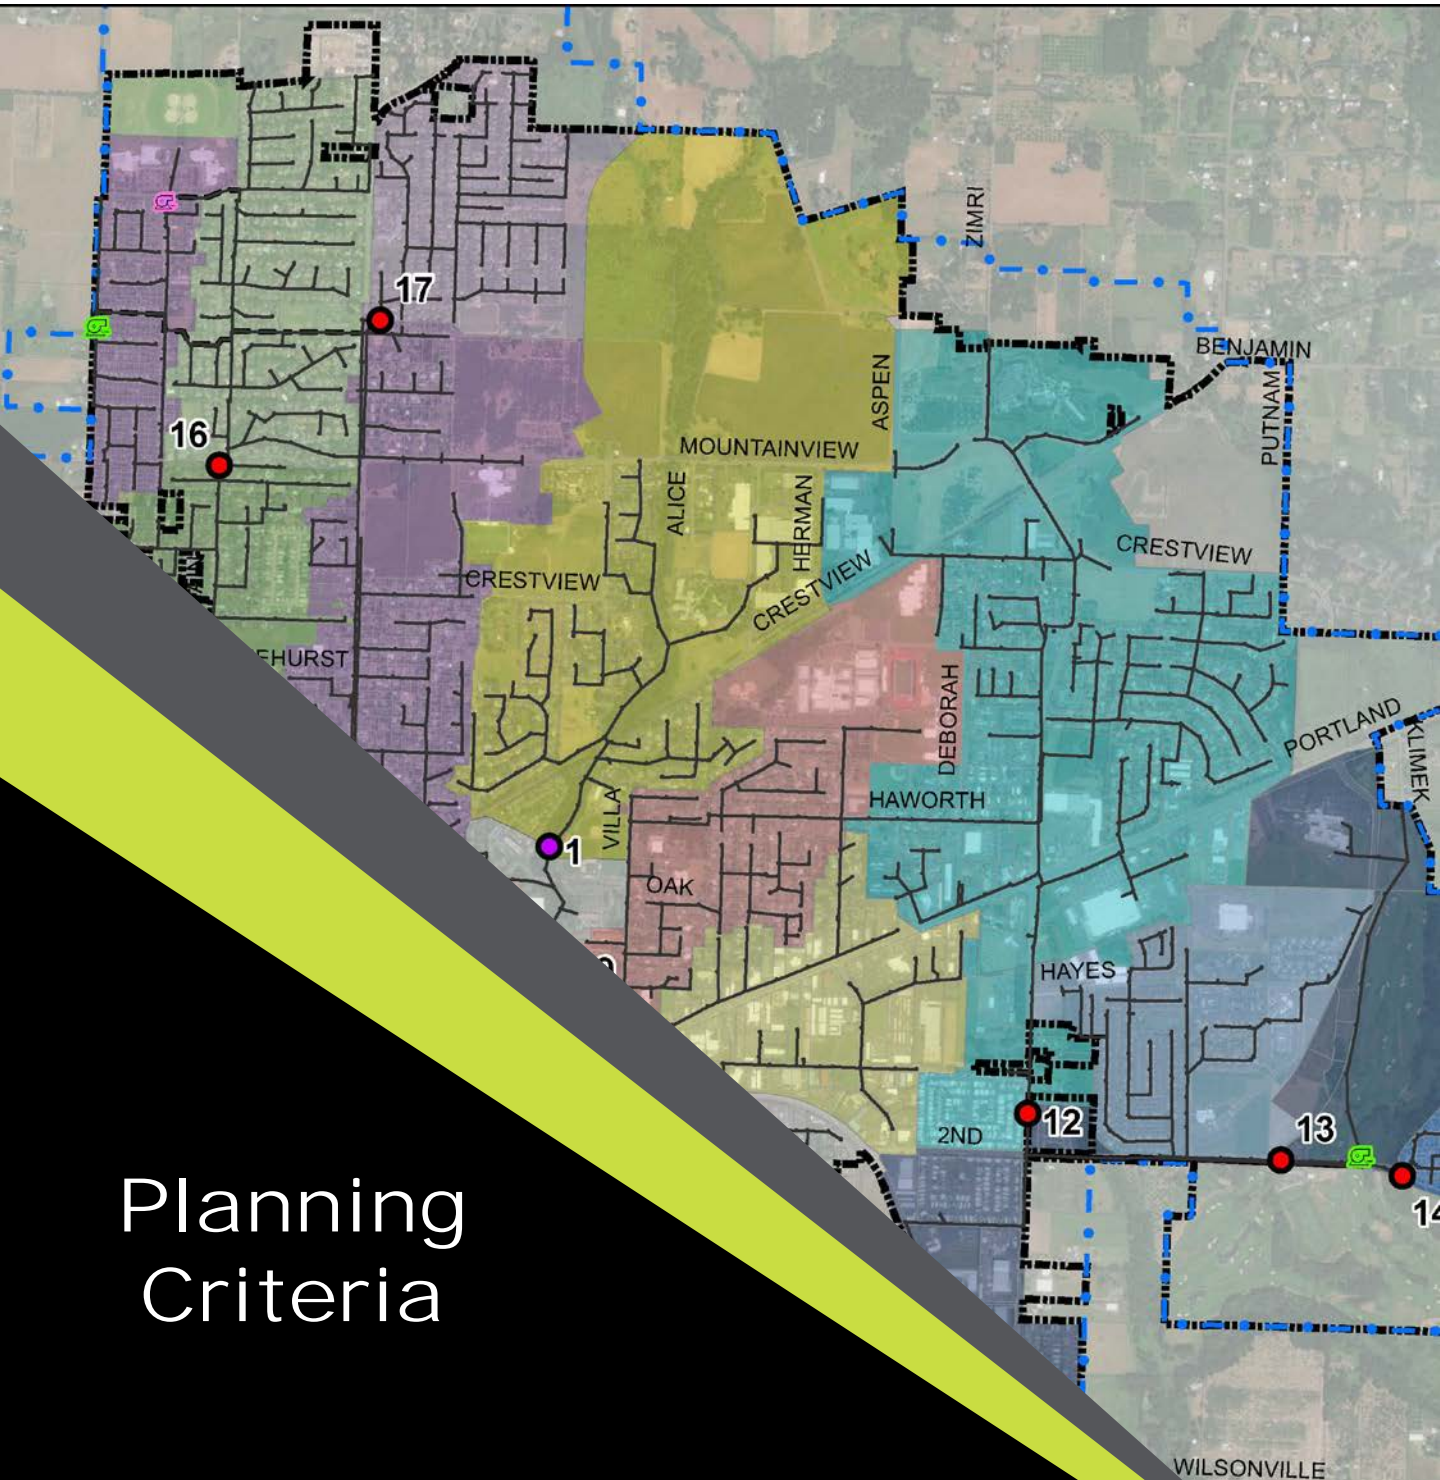 ZIMRI
17
BENJAMIN
PUTNAM
ASPEN
16
MOUNTAINVIEW
ALICE
HERMAN
CRESTVIEW
CRESTVIEW
CRESTVIEW
EHURST
DEBORAH
PORTLAND
KLIMEK
HAWORTH
VILLA
1
OAK
HAYES
12
2ND
13
14
Planning
Criteria
WILSONVILLE